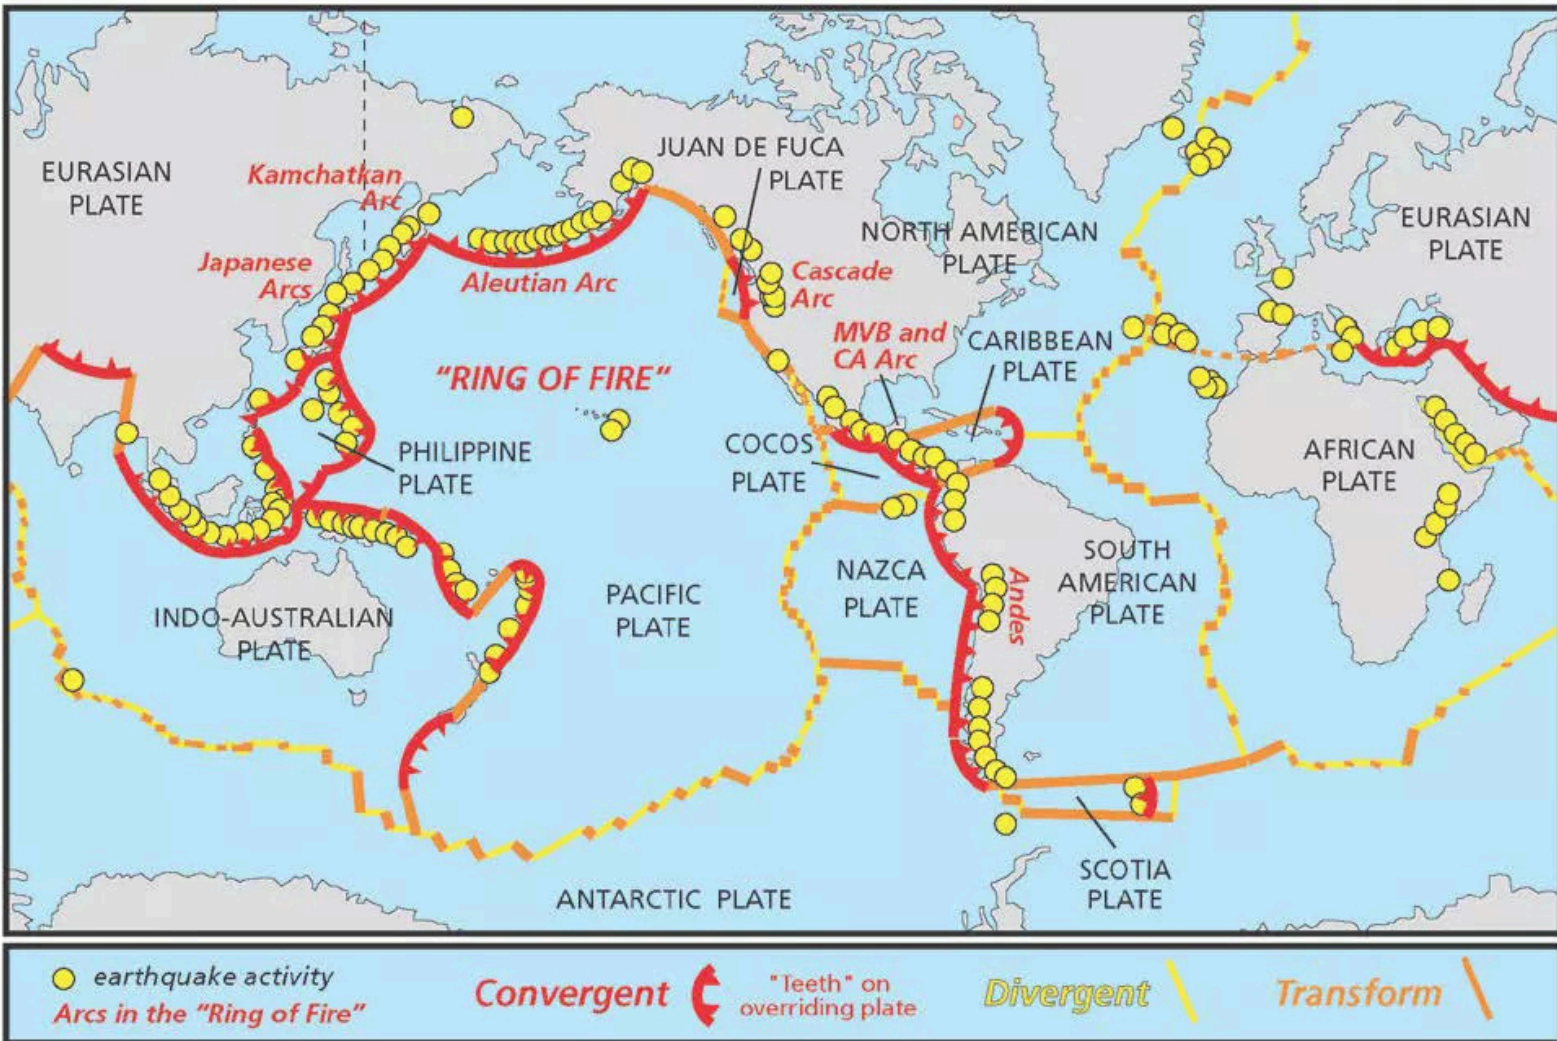 EURASIAN
PLATE
Kamchatkan
Arc
Japanese
Arcs
Aleutian Arc
JUAN DE FUCA
PLATE
NORTH AMERICAN
PLATE
Cascade
Arc
MVB and
CA Arc
CARIBBEAN
PLATE
EURASIAN
PLATE
"RING OF FIRE"
PHILIPPINE
PLATE
COCOS
PLATE
AFRICAN
PLATE
INDO-AUSTRALIAN
PLATE
PACIFIC
PLATE
NAZCA
PLATE
Andes
SOUTH
AMERICAN
PLATE
SCOTIA
PLATE
ANTARCTIC PLATE
earthquake activity
Arcs in the "Ring of Fire"
Convergent
"Teeth" on
overriding plate
Divergent
Transform